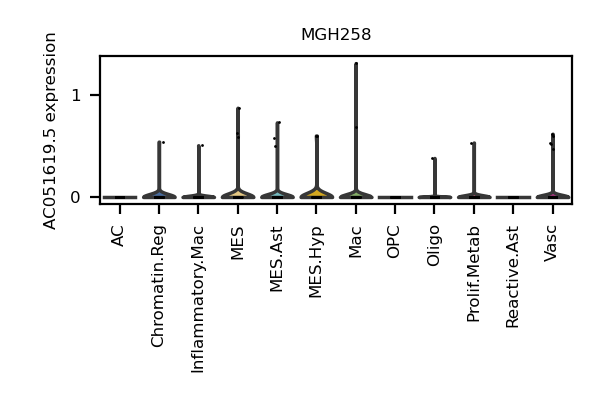 MGH258
AC051619.5 expression
1
0
AC
Chromatin.Reg
Inflammatory.Mac
MES
MES.Ast
MES.Hyp
Mac
OPC
Oligo
Prolif.Metab
Reactive.Ast
Vasc